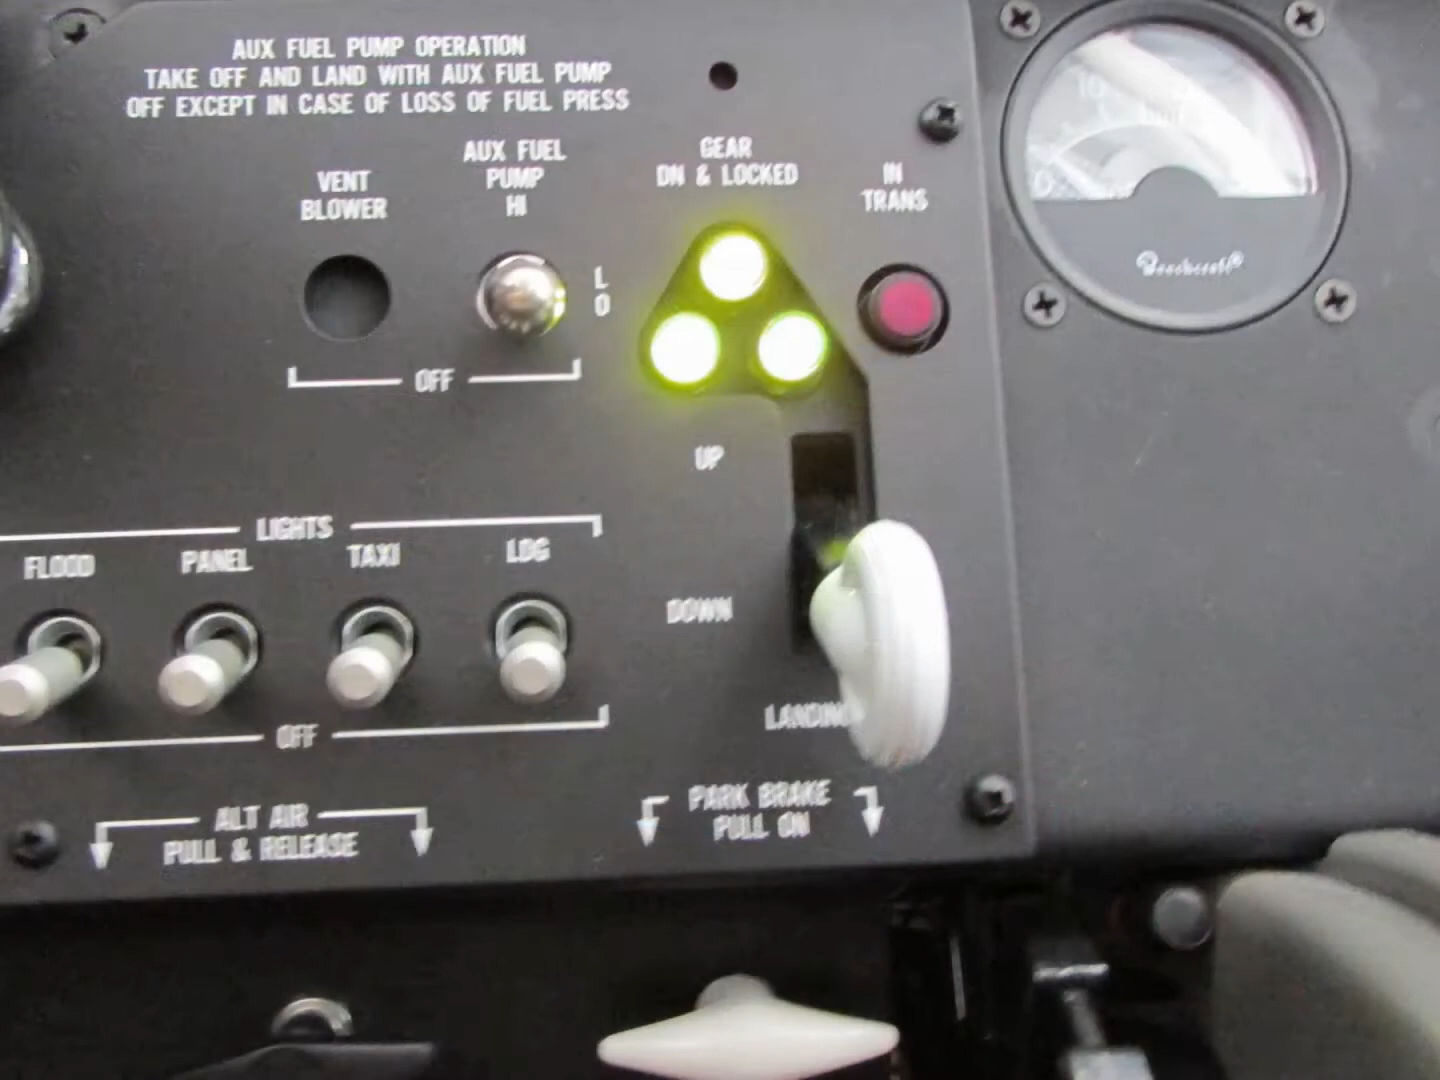 AUX FUEL PUMP OPERATION
TAKE OFF AND LAND WITH AUX FUEL PUMP
OFF EXCEPT IN CASE OF LOSS OF FUEL PRESS
VENT
BLOWER
AUX FUEL
PUMP
HI
LO
OFF
GEAR
DN & LOCKED
IN
TRANS
10
0
Beechcraft
UP
DOWN
LANDING
LIGHTS
FLOOD PANEL TAXI LDG
OFF
ALT AIR
PULL & RELEASE
PARK BRAKE
PULL ON